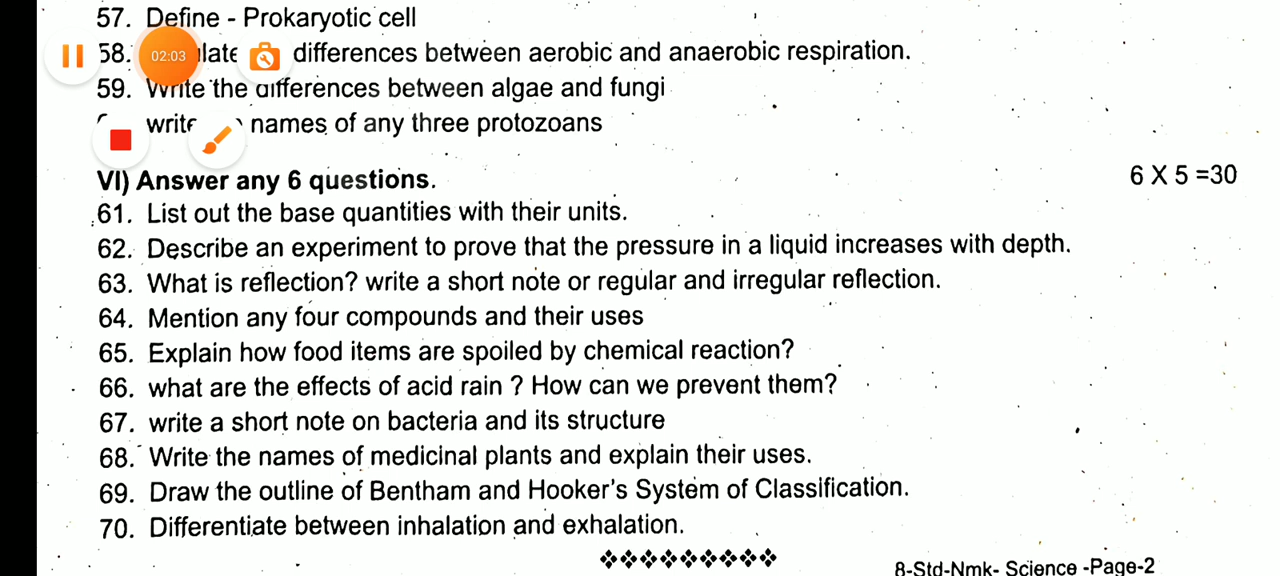 57. Define - Prokaryotic cell
58. late differences between aerobic and anaerobic respiration.
02:03
59. Write the differences between algae and fungi
write names of any three protozoans
VI) Answer any 6 questions. 6 X 5 =30
61. List out the base quantities with their units.
62. Describe an experiment to prove that the pressure in a liquid increases with depth.
63. What is reflection? write a short note or regular and irregular reflection.
64. Mention any four compounds and their uses
65. Explain how food items are spoiled by chemical reaction?
66. what are the effects of acid rain ? How can we prevent them?
67. write a short note on bacteria and its structure
68. Write the names of medicinal plants and explain their uses.
69. Draw the outline of Bentham and Hooker's System of Classification.
70. Differentiate between inhalation and exhalation.
8-Std-Nmk- Science -Page-2